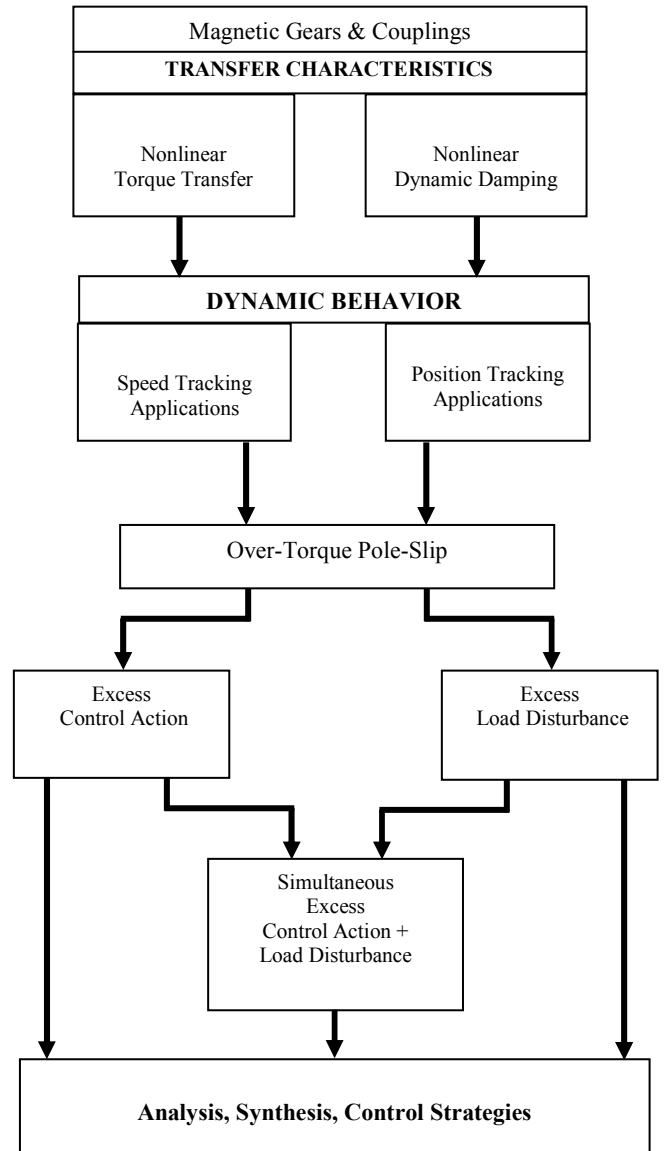 Magnetic Gears & Couplings
TRANSFER CHARACTERISTICS
Nonlinear
Torque Transfer
Nonlinear
Dynamic Damping
DYNAMIC BEHAVIOR
Speed Tracking
Applications
Position Tracking
Applications
Over-Torque Pole-Slip
Excess
Control Action
Excess
Load Disturbance
Simultaneous
Excess
Control Action +
Load Disturbance
Analysis, Synthesis, Control Strategies